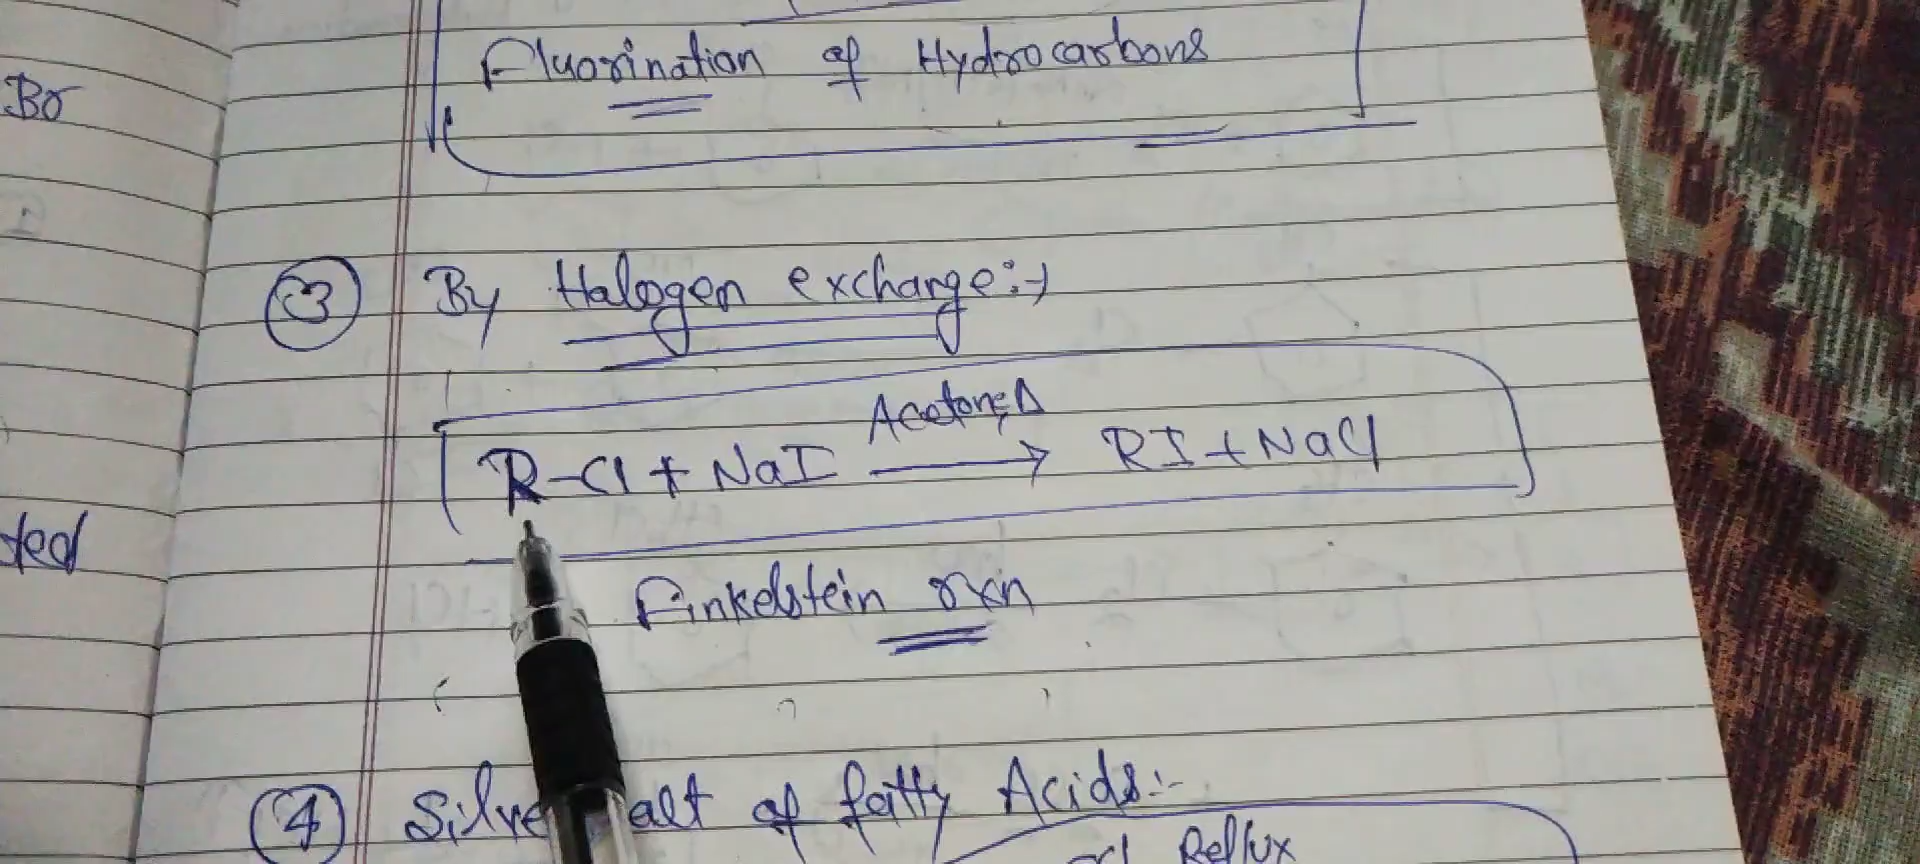 Fluorination of Hydrocarbons
Br
③ By Halogen exchange:→
Acetone, Δ
R-Cl + NaI ⟶ RI + NaCl
ted
Finkelstein rxn
④ Silve alt of fatty Acids:-
Reflux